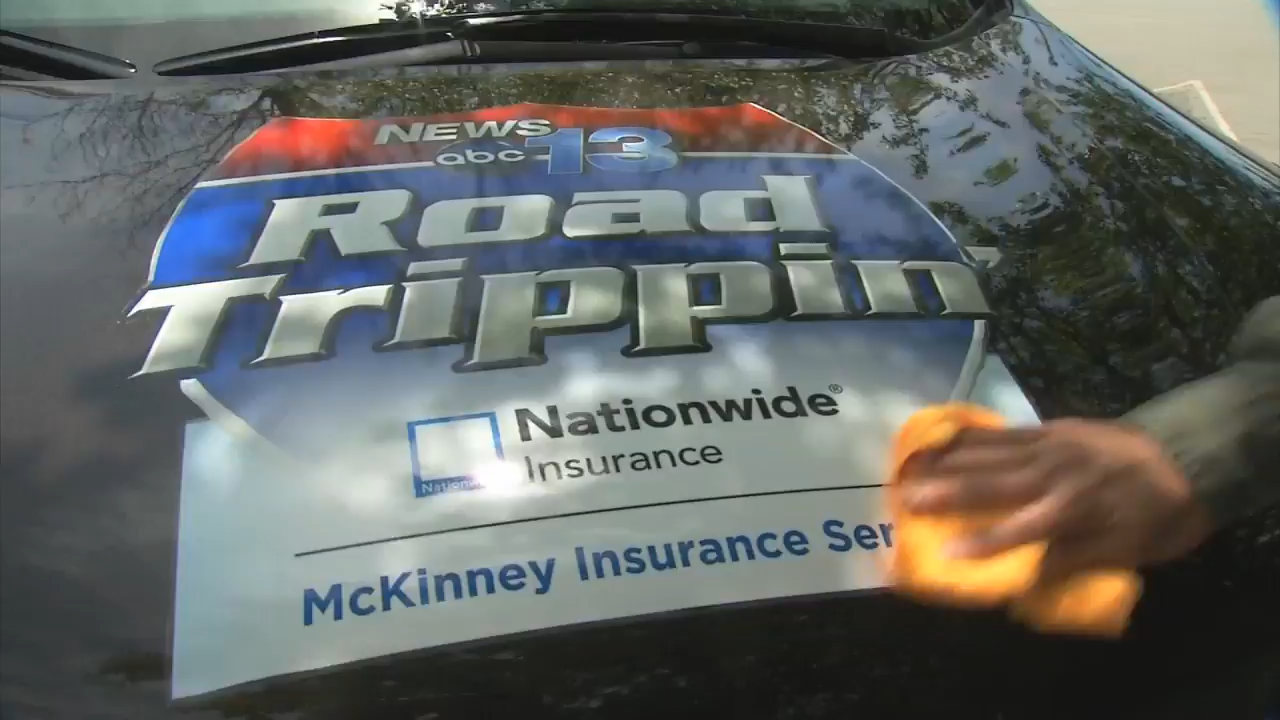 NEWS
abc 13
Road
Trippin'
Nationwide®
Insurance
McKinney Insurance Ser